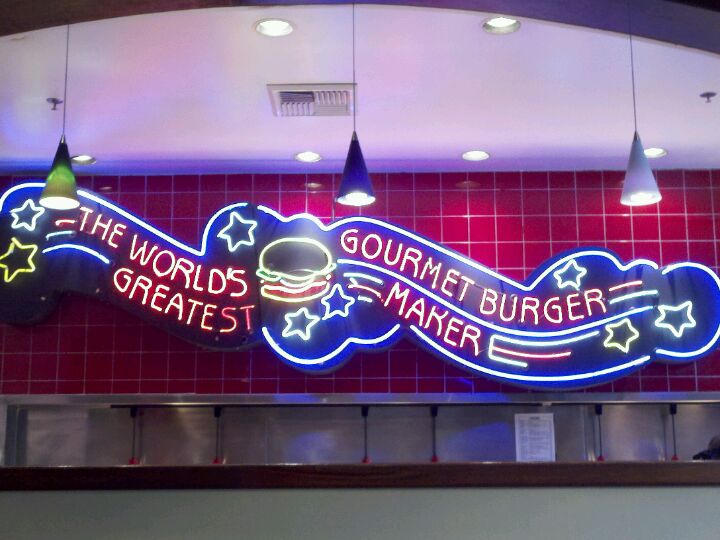 THE WORLD'S
GREATEST
GOURMET BURGER
MAKER